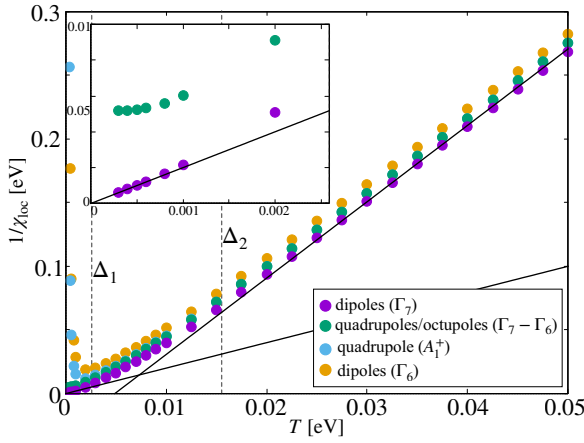 0.3
0.2
0.1
0
1/χloc [eV]
0.01
0.05
0
0
0.001
0.002
Δ1
Δ2
dipoles (Γ7)
quadrupoles/octupoles (Γ7 − Γ6)
quadrupole (A1+)
dipoles (Γ6)
0
0.01
0.02
0.03
0.04
0.05
T [eV]